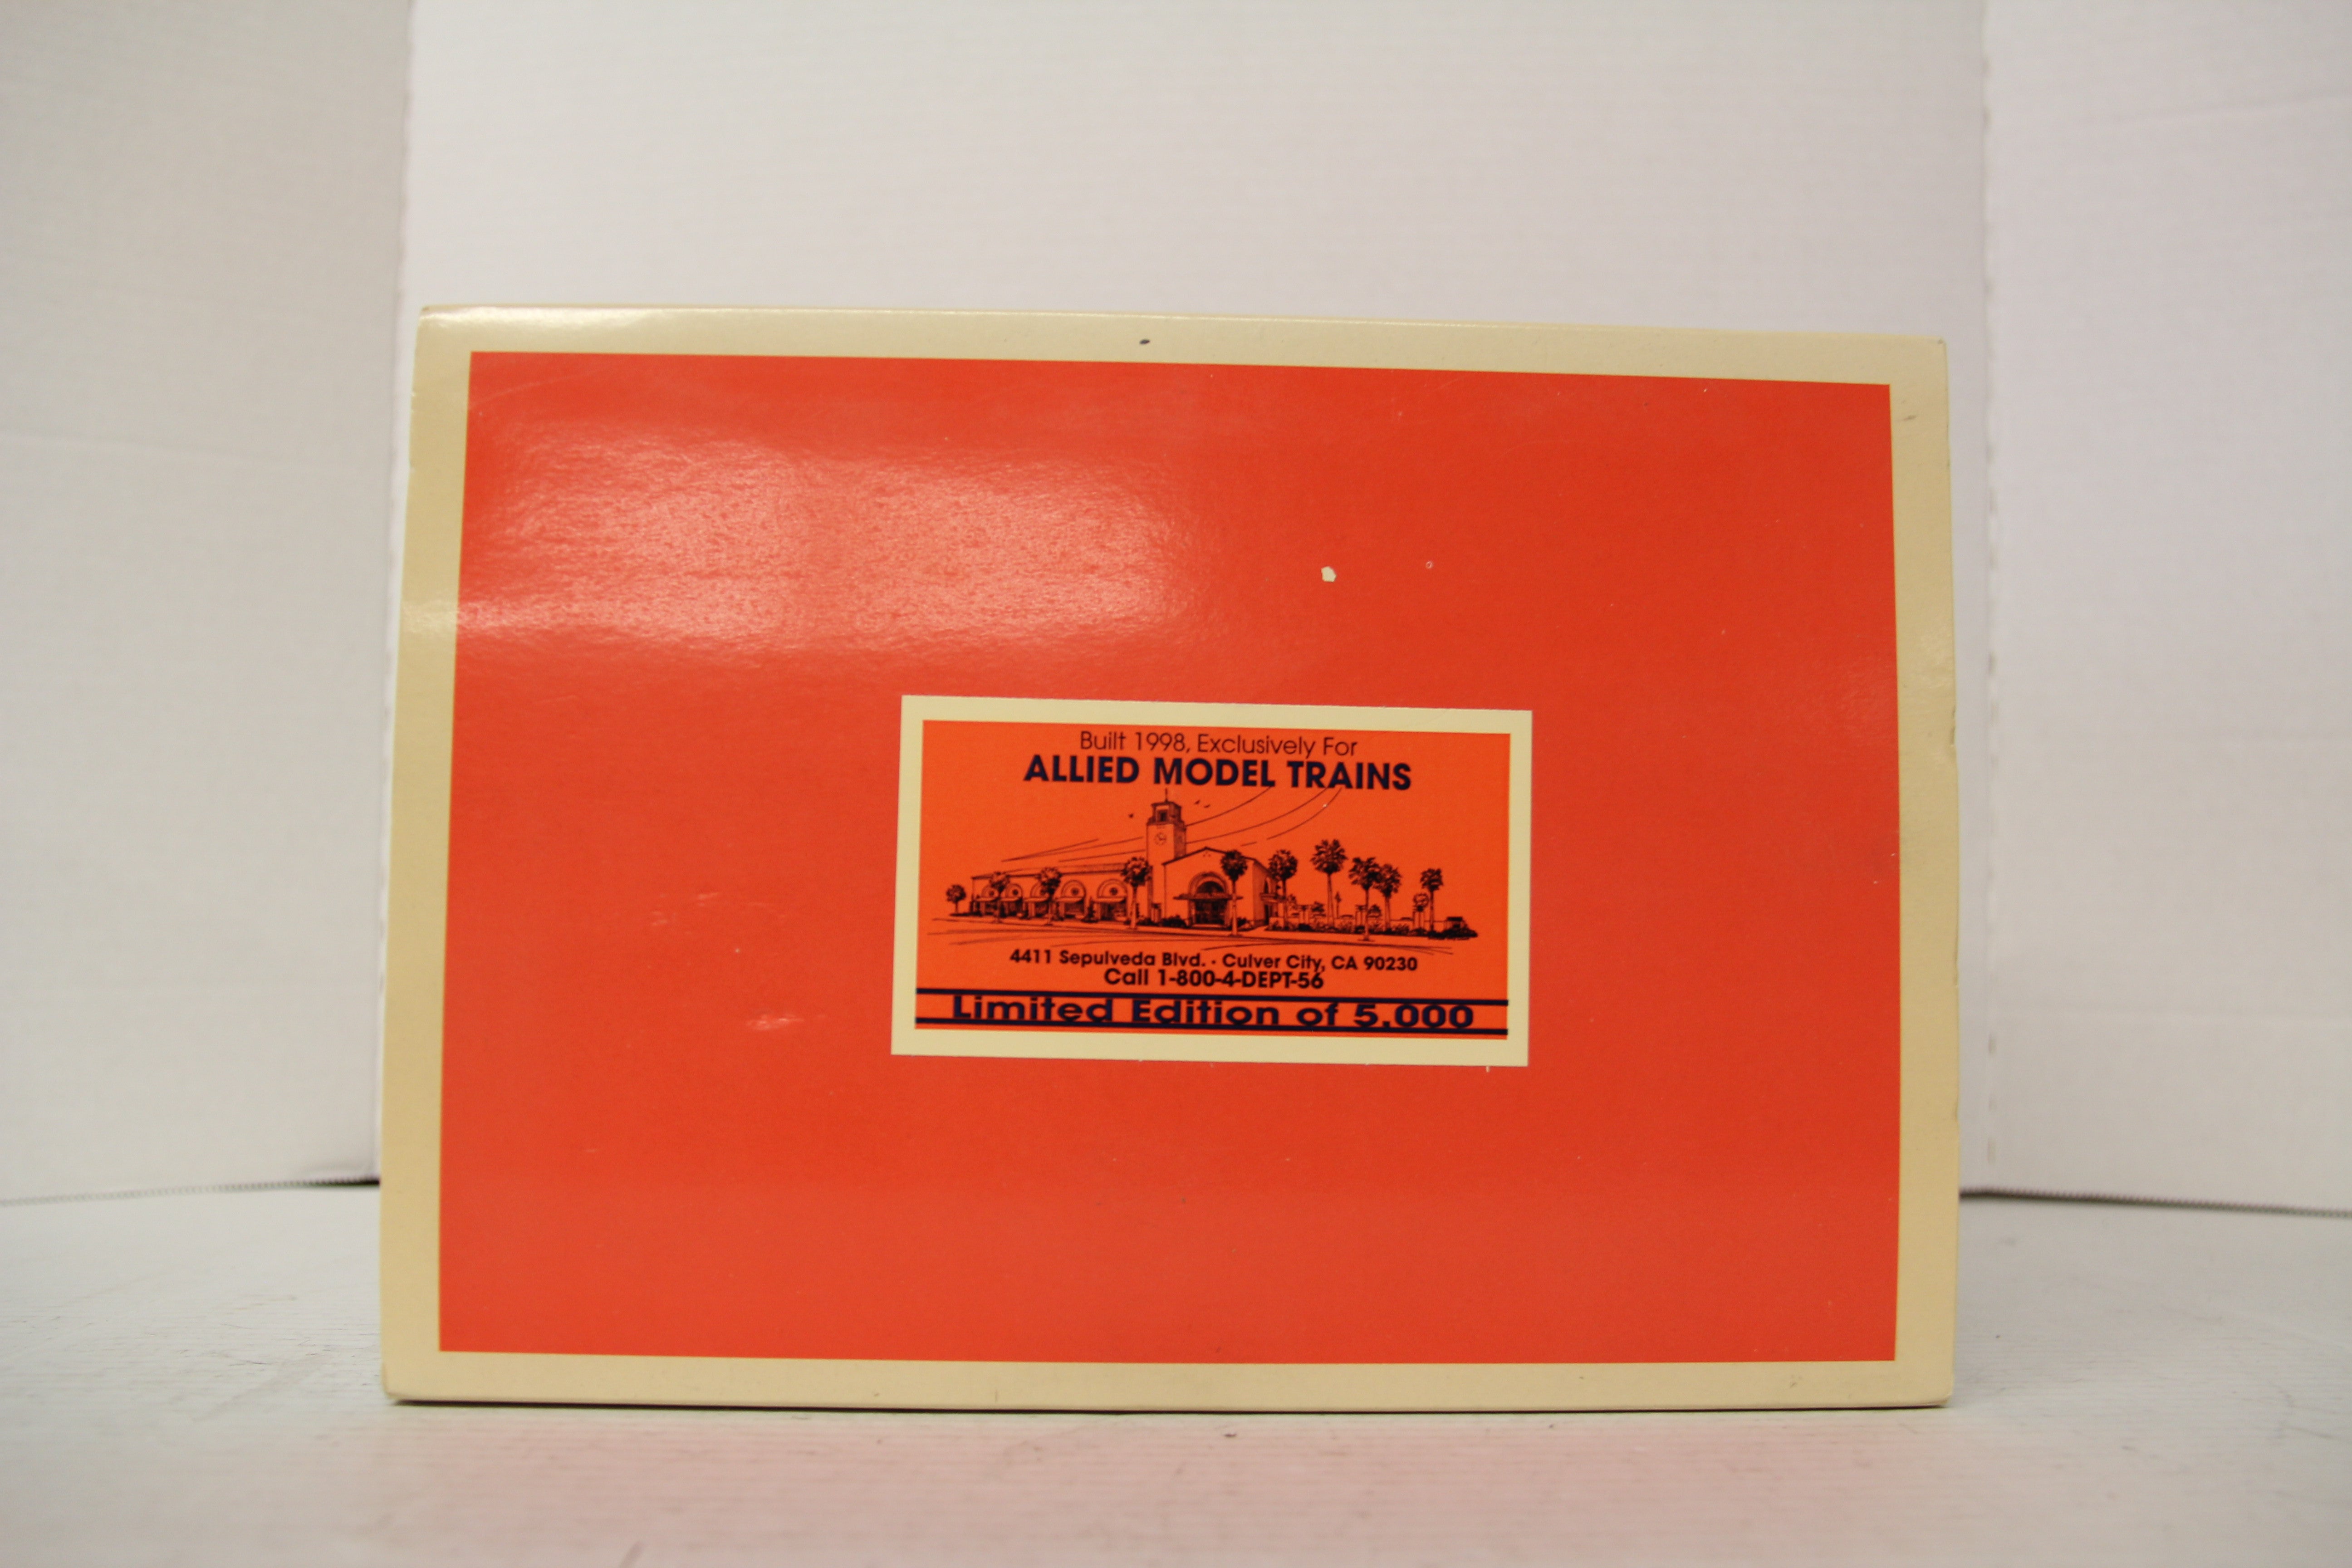 Built 1998, Exclusively For
ALLIED MODEL TRAINS
4411 Sepulveda Blvd. · Culver City, CA 90230
Call 1-800-4-DEPT-56
Limited Edition of 5,000